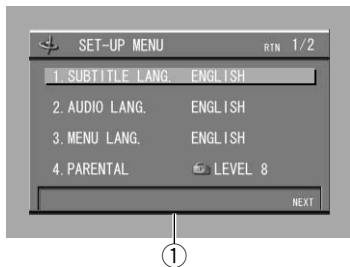 SET-UP MENU RTN 1/2
1. SUBTITLE LANG. ENGLISH
2. AUDIO LANG. ENGLISH
3. MENU LANG. ENGLISH
4. PARENTAL LEVEL 8
NEXT
①